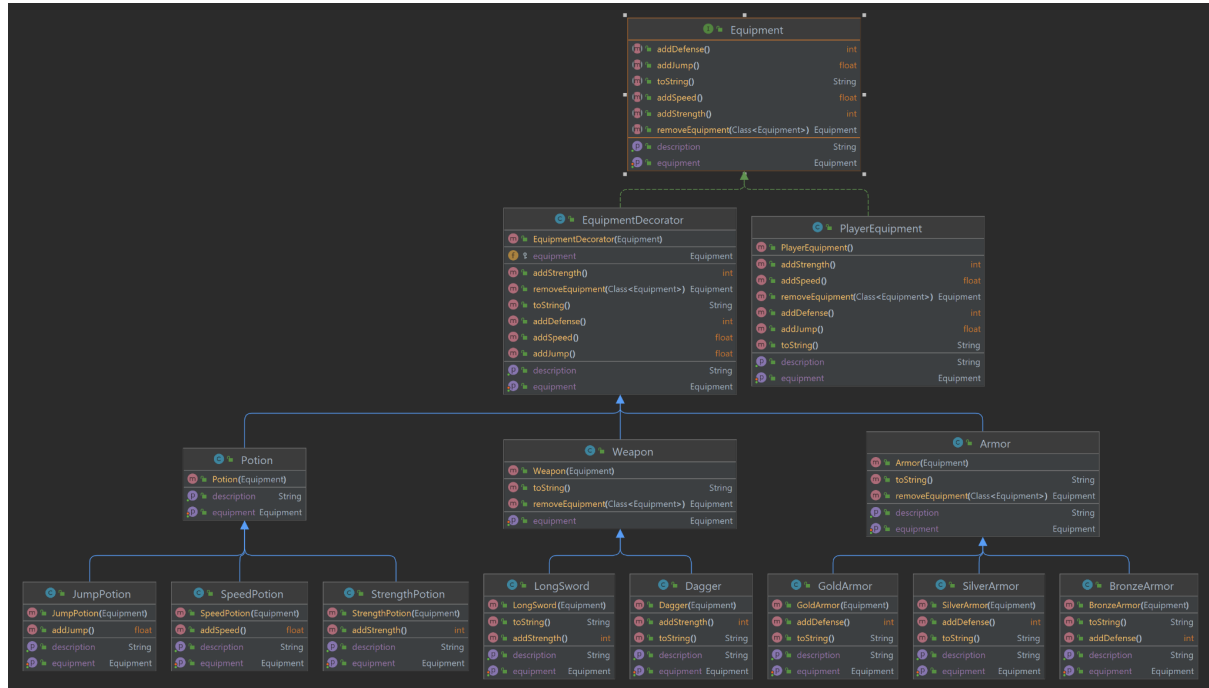 Equipment
addDefense() int
addJump() float
toString() String
addSpeed() float
addStrength() int
removeEquipment(Class<Equipment>) Equipment
description String
equipment Equipment
EquipmentDecorator
EquipmentDecorator(Equipment)
equipment Equipment
addStrength() int
removeEquipment(Class<Equipment>) Equipment
toString() String
addDefense() int
addSpeed() float
addJump() float
description String
equipment Equipment
PlayerEquipment
PlayerEquipment()
addStrength() int
addSpeed() float
removeEquipment(Class<Equipment>) Equipment
addDefense() int
addJump() float
toString() String
description String
equipment Equipment
Potion
Potion(Equipment)
description String
equipment Equipment
Weapon
Weapon(Equipment)
toString() String
removeEquipment(Class<Equipment>) Equipment
equipment Equipment
Armor
Armor(Equipment)
toString() String
removeEquipment(Class<Equipment>) Equipment
description String
equipment Equipment
JumpPotion
JumpPotion(Equipment)
addJump() float
description String
equipment Equipment
SpeedPotion
SpeedPotion(Equipment)
addSpeed() float
description String
equipment Equipment
StrengthPotion
StrengthPotion(Equipment)
addStrength() int
description String
equipment Equipment
LongSword
LongSword(Equipment)
toString() String
addStrength() int
description String
equipment Equipment
Dagger
Dagger(Equipment)
addStrength() int
toString() String
description String
equipment Equipment
GoldArmor
GoldArmor(Equipment)
addDefense() int
toString() String
description String
equipment Equipment
SilverArmor
SilverArmor(Equipment)
addDefense() int
toString() String
description String
equipment Equipment
BronzeArmor
BronzeArmor(Equipment)
toString() String
addDefense() int
description String
equipment Equipment